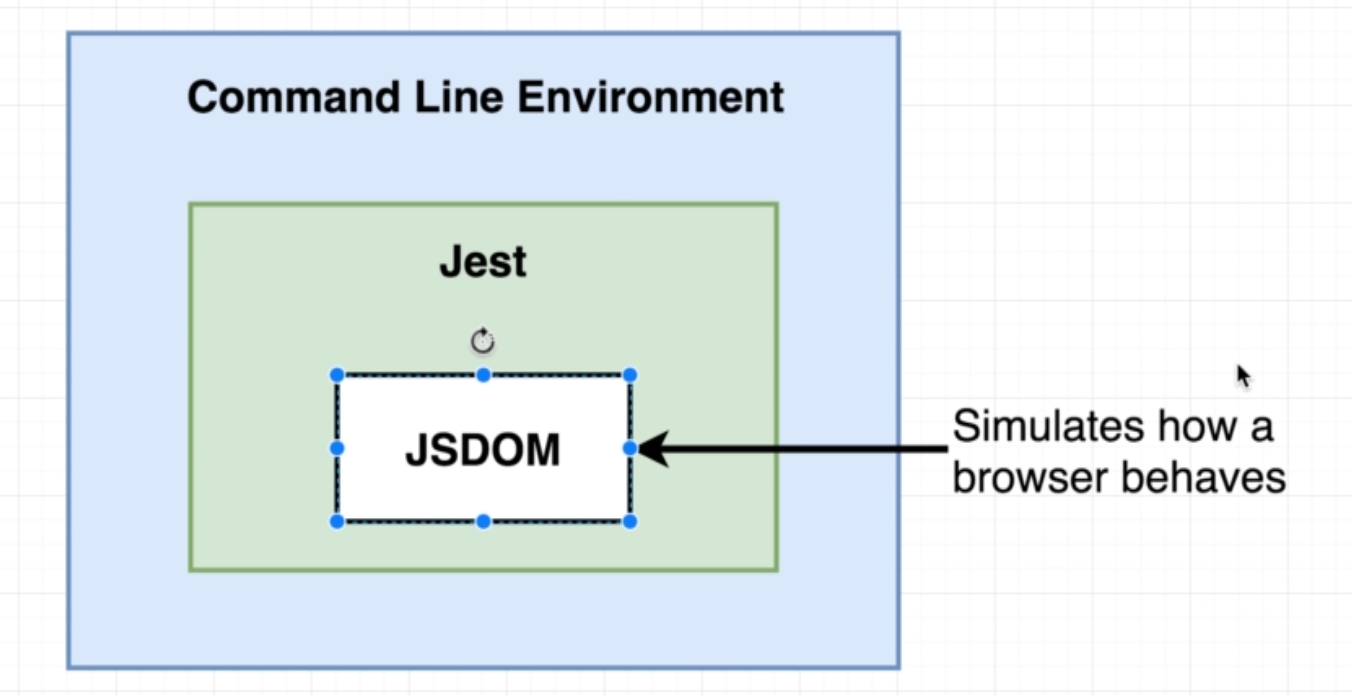 Command Line Environment
Jest
JSDOM
Simulates how a
browser behaves